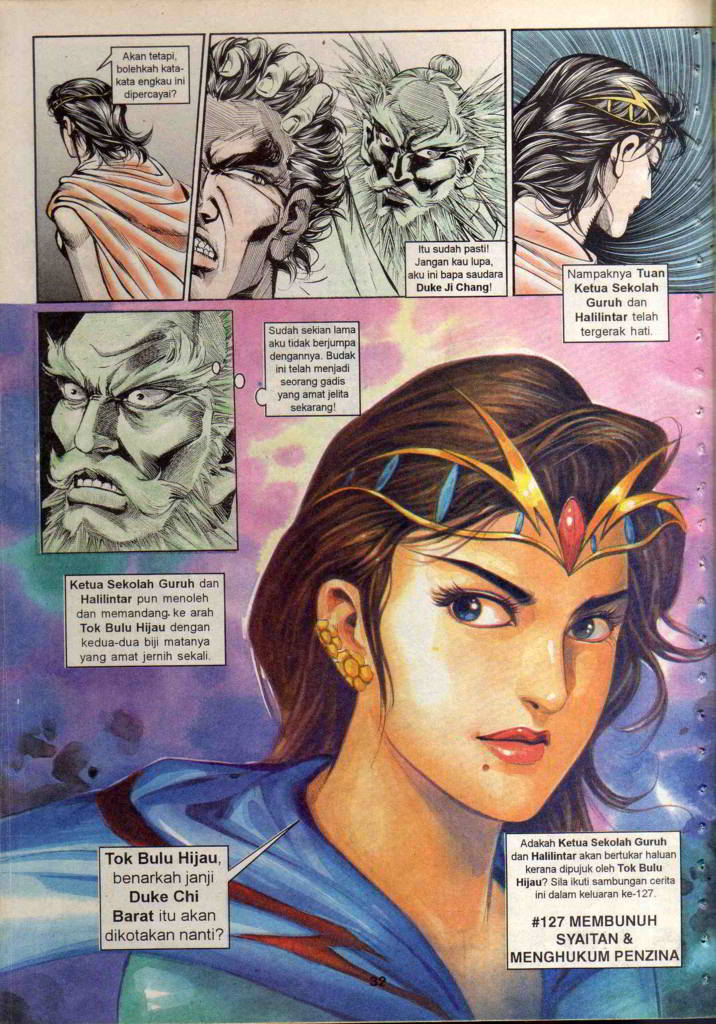 Akan tetapi,
bolehkah kata-
kata engkau ini
dipercayai?
Itu sudah pasti!
Jangan kau lupa,
aku ini bapa saudara
Duke Ji Chang!
Nampaknya Tuan
Ketua Sekolah
Guruh dan
Halilintar telah
tergerak hati.
Sudah sekian lama
aku tidak berjumpa
dengannya. Budak
ini telah menjadi
seorang gadis
yang amat jelita
sekarang!
Ketua Sekolah Guruh dan
Halilintar pun menoleh
dan memandang ke arah
Tok Bulu Hijau dengan
kedua-dua biji matanya
yang amat jernih sekali.
Tok Bulu Hijau,
benarkah janji
Duke Chi
Barat itu akan
dikotakan nanti?
Adakah Ketua Sekolah Guruh
dan Halilintar akan bertukar haluan
kerana dipujuk oleh Tok Bulu
Hijau? Sila ikuti sambungan cerita
ini dalam keluaran ke-127.
#127 MEMBUNUH
SYAITAN &
MENGHUKUM PENZINA
32